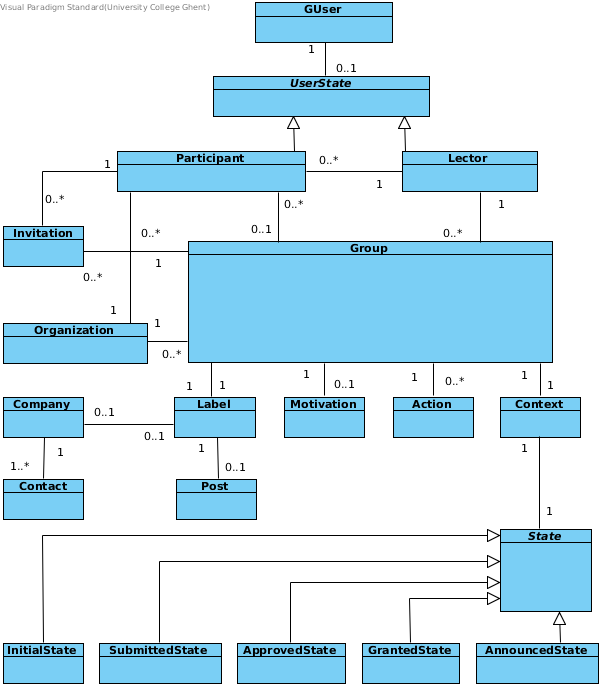 Visual Paradigm Standard(University College Ghent)
GUser
1
0..1
UserState
Participant
Lector
1
0..*
1
0..*
0..*
0..*
1
Invitation
0..*
0..1
0..*
Group
1
0..*
1
1
Organization
0..*
1
1
1
0..1
1
0..*
1
1
Company
Label
Motivation
Action
Context
0..1
0..1
1
1..*
1
0..1
1
Contact
Post
1
State
InitialState
SubmittedState
ApprovedState
GrantedState
AnnouncedState